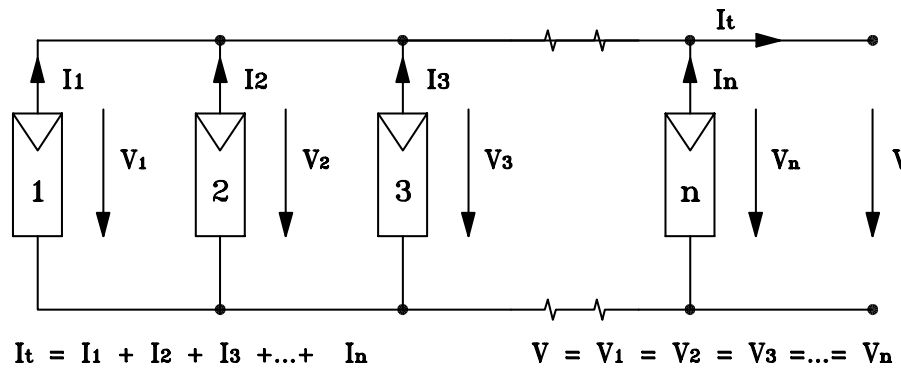 It
I1 I2 I3 In
V1 V2 V3 Vn V
1 2 3 n
It = I1 + I2 + I3 +...+ In V = V1 = V2 = V3 =...= Vn